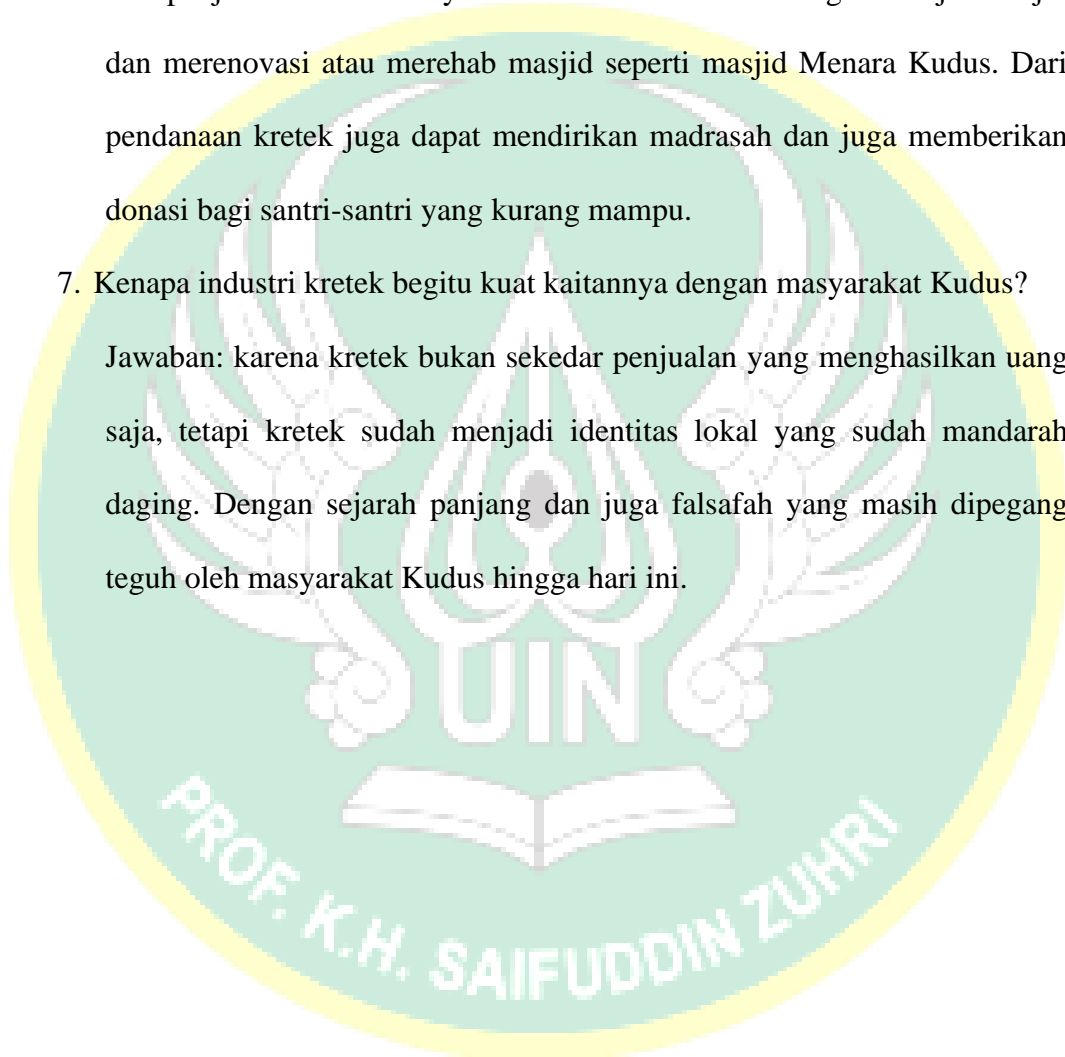 dan merenovasi atau merehab masjid seperti masjid Menara Kudus. Dari
pendanaan kretek juga dapat mendirikan madrasah dan juga memberikan
donasi bagi santri-santri yang kurang mampu.
7. Kenapa industri kretek begitu kuat kaitannya dengan masyarakat Kudus?
Jawaban: karena kretek bukan sekedar penjualan yang menghasilkan uang
saja, tetapi kretek sudah menjadi identitas lokal yang sudah mandarah
daging. Dengan sejarah panjang dan juga falsafah yang masih dipegang
teguh oleh masyarakat Kudus hingga hari ini.
UIN
PROF. K.H. SAIFUDDIN ZUHRI